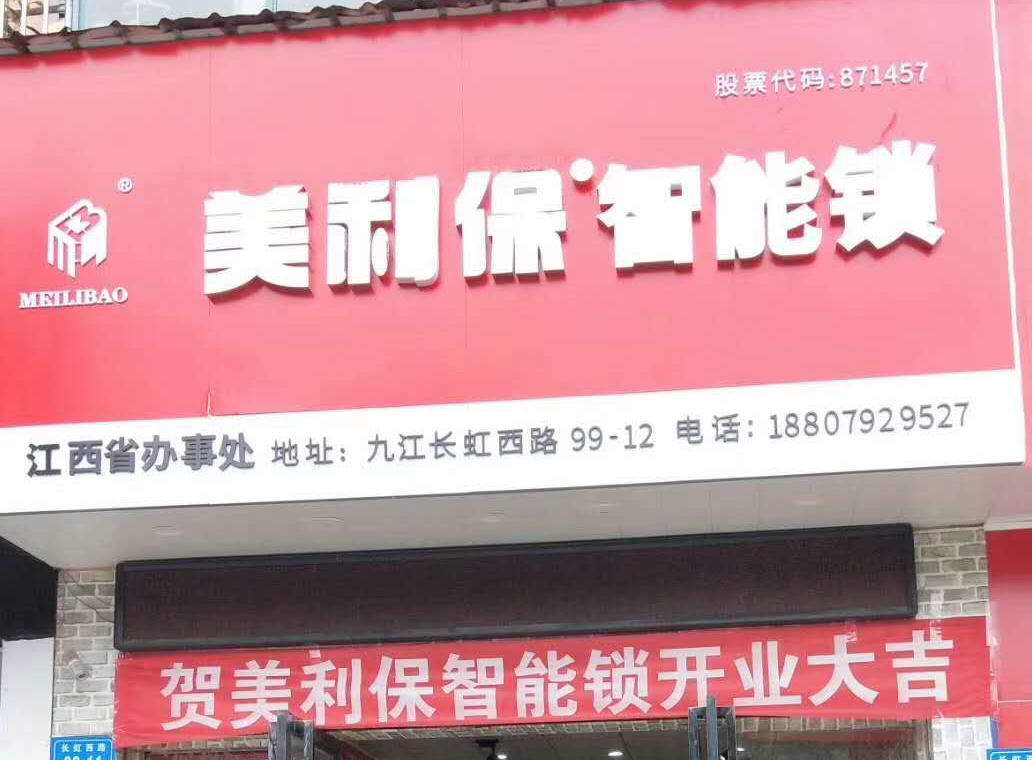 股票代码:871457
®
美利保·智能锁
MEILIBAO
江西省办事处 地址：九江长虹西路 99-12 电话：18807929527
贺美利保智能锁开业大吉
长虹西路